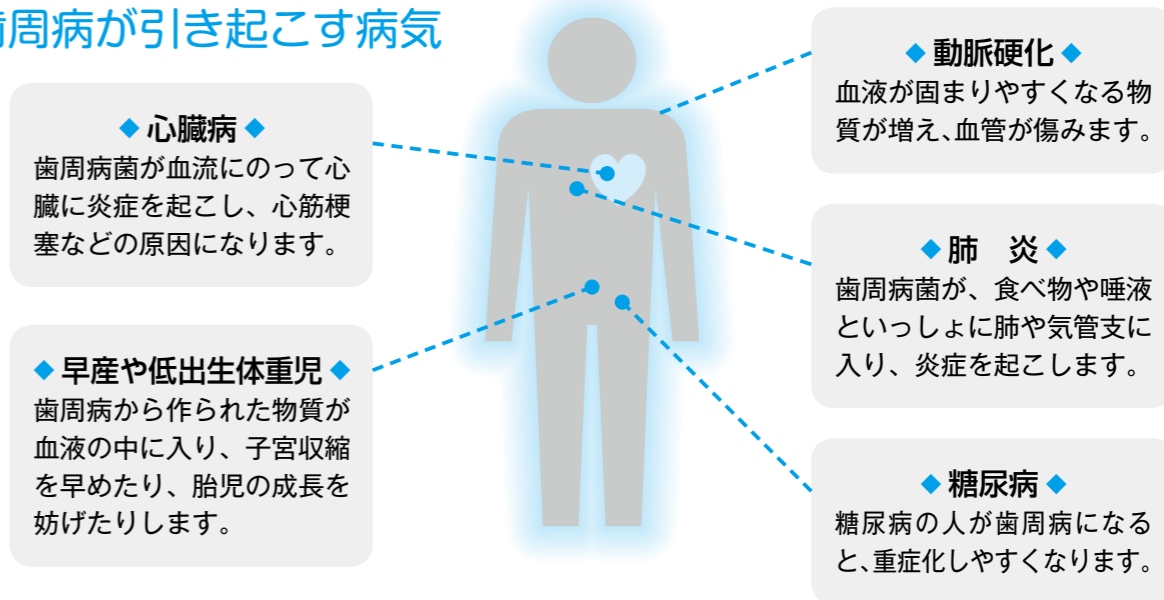 歯周病が引き起こす病気
◆ 心臓病 ◆
歯周病菌が血流にのって心
臓に炎症を起こし、心筋梗
塞などの原因になります。
◆ 早産や低出生体重児 ◆
歯周病から作られた物質が
血液の中に入り、子宮収縮
を早めたり、胎児の成長を
妨げたりします。
◆ 動脈硬化 ◆
血液が固まりやすくなる物
質が増え、血管が傷みます。
◆ 肺　炎 ◆
歯周病菌が、食べ物や唾液
といっしょに肺や気管支に
入り、炎症を起こします。
◆ 糖尿病 ◆
糖尿病の人が歯周病になる
と、重症化しやすくなります。